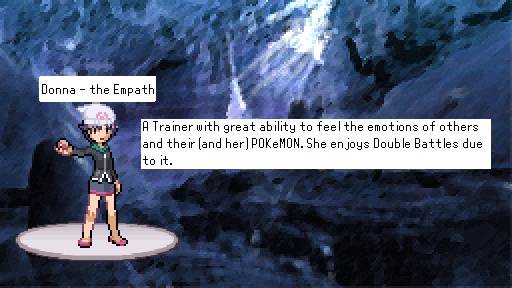 Donna - the Empath
A Trainer with great ability to feel the emotions of others
and their (and her) POKeMON. She enjoys Double Battles due
to it.